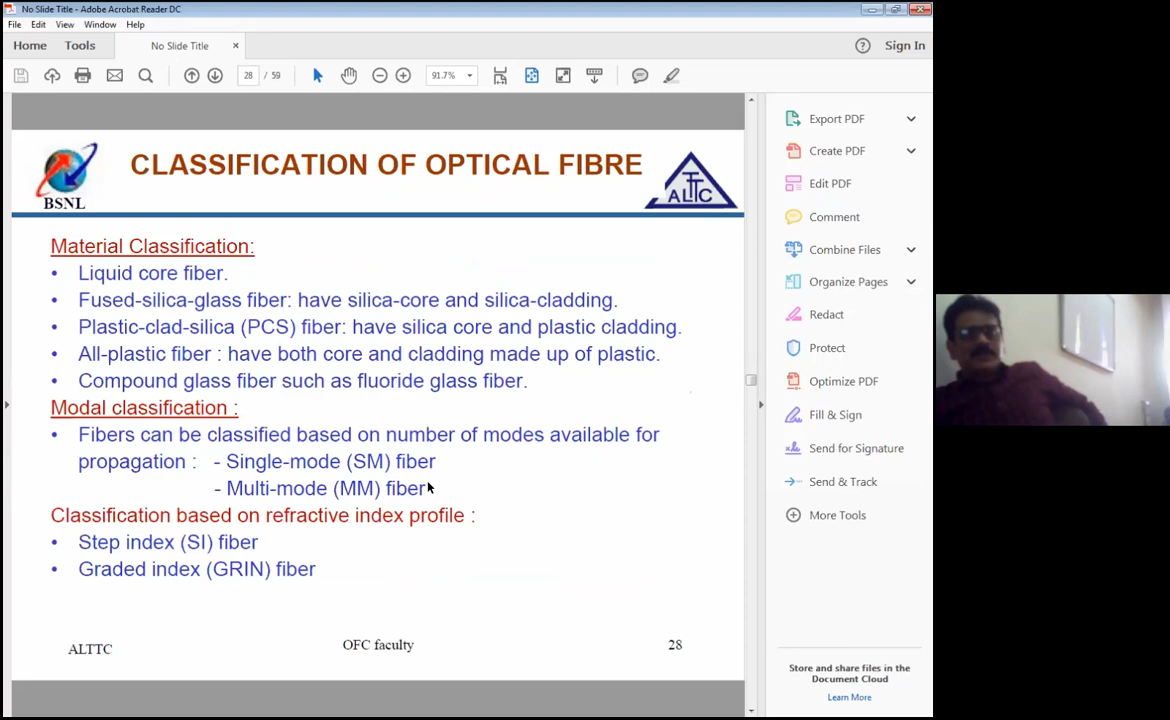 No Slide Title - Adobe Acrobat Reader DC
File Edit View Window Help
Home Tools No Slide Title × Sign In
28 / 59 91.7%
CLASSIFICATION OF OPTICAL FIBRE
BSNL
ALTTC
Material Classification:
• Liquid core fiber.
• Fused-silica-glass fiber: have silica-core and silica-cladding.
• Plastic-clad-silica (PCS) fiber: have silica core and plastic cladding.
• All-plastic fiber : have both core and cladding made up of plastic.
• Compound glass fiber such as fluoride glass fiber.
Modal classification :
• Fibers can be classified based on number of modes available for
propagation : - Single-mode (SM) fiber
- Multi-mode (MM) fiber
Classification based on refractive index profile :
• Step index (SI) fiber
• Graded index (GRIN) fiber
ALTTC OFC faculty 28
Export PDF
Create PDF
Edit PDF
Comment
Combine Files
Organize Pages
Redact
Protect
Optimize PDF
Fill & Sign
Send for Signature
Send & Track
More Tools
Store and share files in the
Document Cloud
Learn More